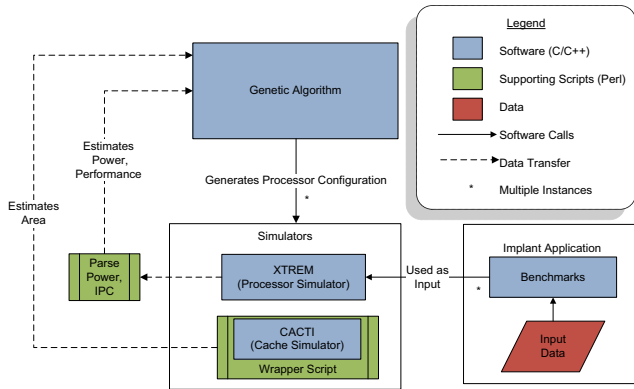 Legend
Software (C/C++)
Supporting Scripts (Perl)
Data
Software Calls
Data Transfer
* Multiple Instances
Genetic Algorithm
Estimates
Power,
Performance
Estimates
Area
Generates Processor Configuration
*
Simulators
Implant Application
Parse
Power,
IPC
XTREM
(Processor Simulator)
Used as
Input
*
Benchmarks
CACTI
(Cache Simulator)
Wrapper Script
Input
Data